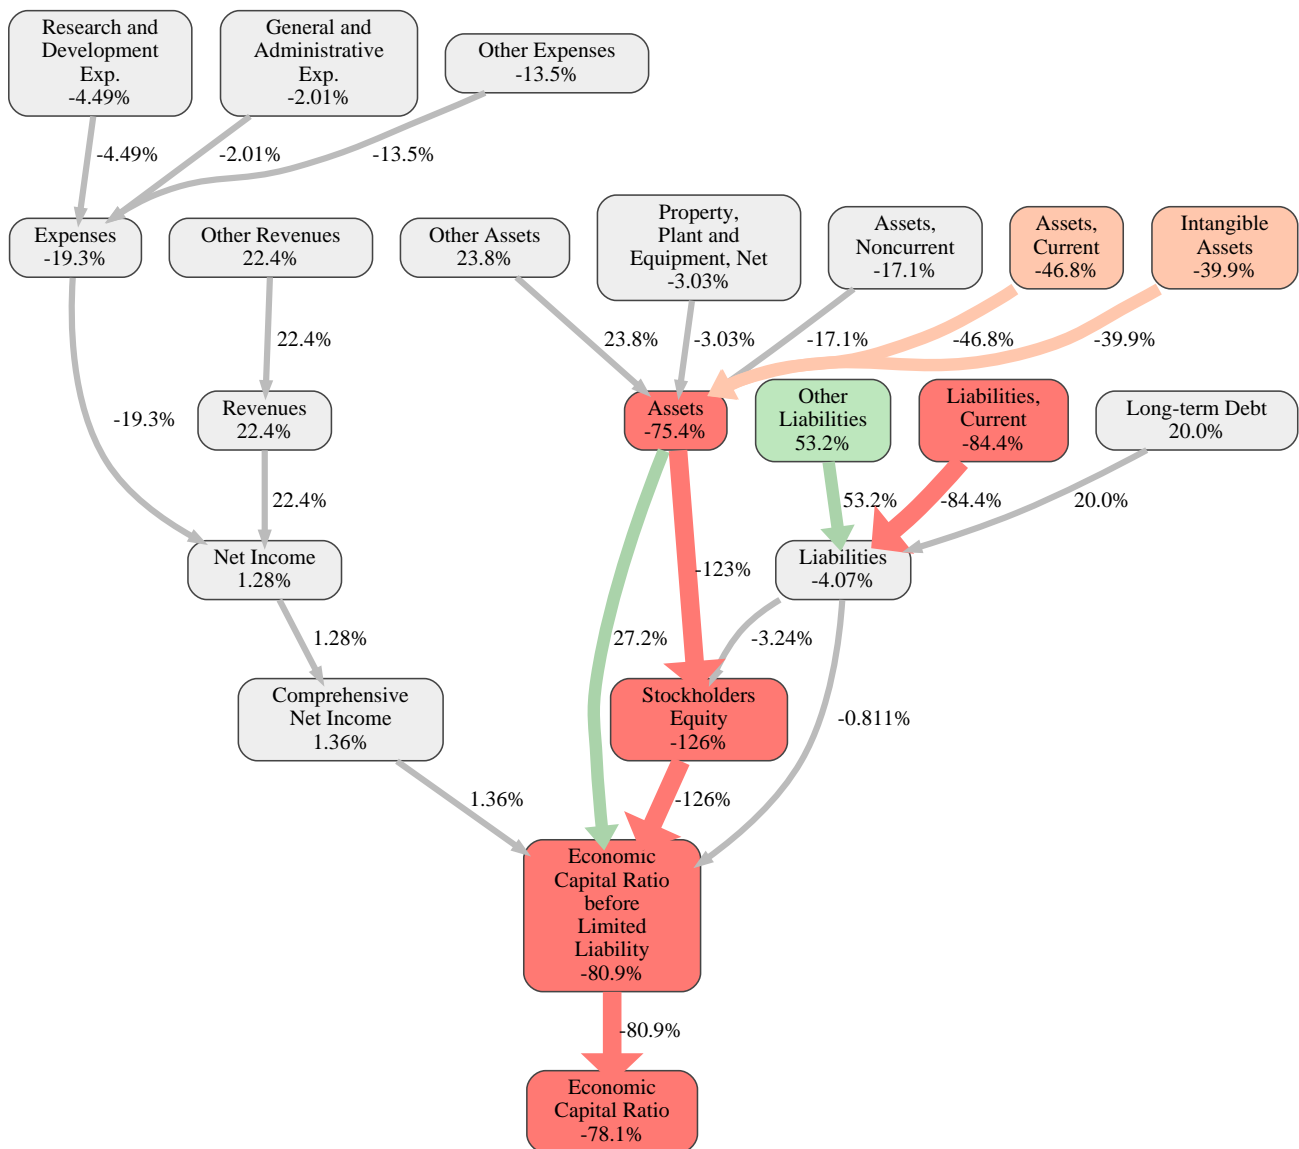 Research and
Development
Exp.
-4.49%
General and
Administrative
Exp.
-2.01%
Other Expenses
-13.5%
-4.49%
-2.01%
-13.5%
Expenses
-19.3%
Other Revenues
22.4%
Other Assets
23.8%
Property,
Plant and
Equipment, Net
-3.03%
Assets,
Noncurrent
-17.1%
Assets,
Current
-46.8%
Intangible
Assets
-39.9%
22.4%
23.8%
-3.03%
-17.1%
-46.8%
-39.9%
-19.3%
Revenues
22.4%
Assets
-75.4%
Other
Liabilities
53.2%
Liabilities,
Current
-84.4%
Long-term Debt
20.0%
22.4%
53.2%
-84.4%
20.0%
Net Income
1.28%
-123%
Liabilities
-4.07%
1.28%
27.2%
-3.24%
Comprehensive
Net Income
1.36%
Stockholders
Equity
-126%
-0.811%
1.36%
-126%
Economic
Capital Ratio
before
Limited
Liability
-80.9%
-80.9%
Economic
Capital Ratio
-78.1%